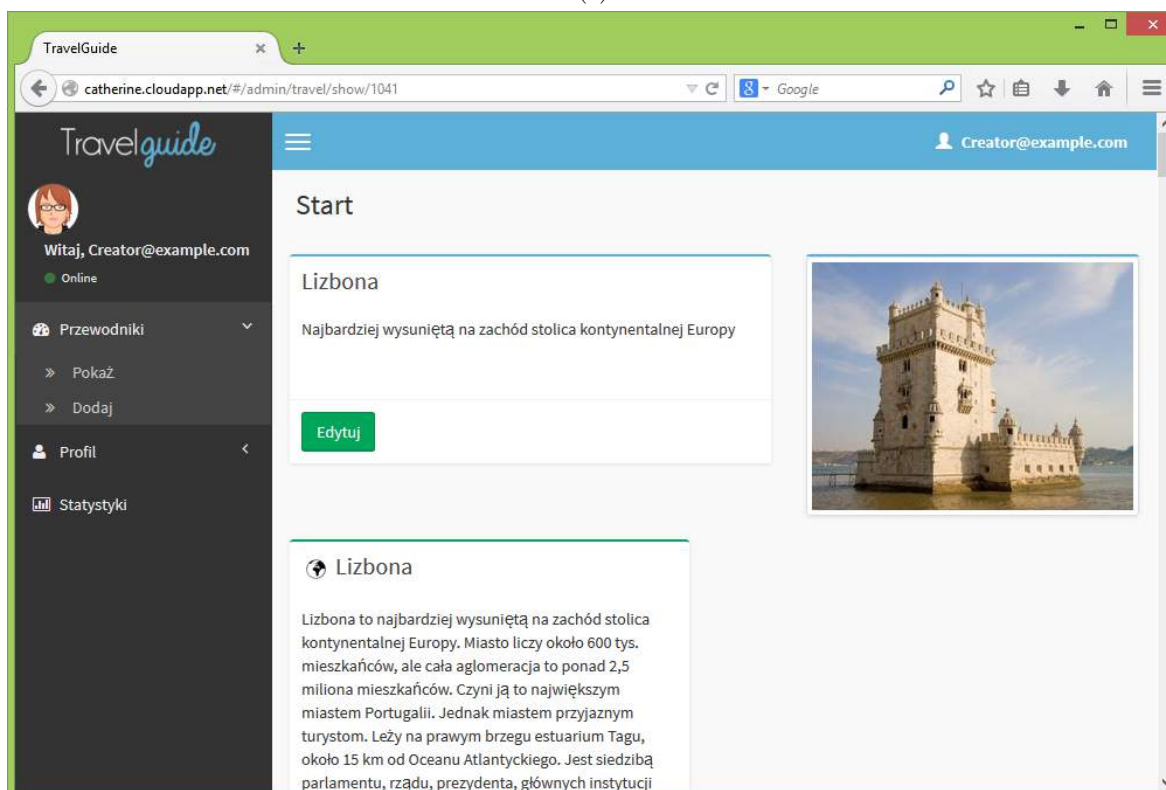 TravelGuide
catherine.cloudapp.net/#/admin/travel/show/1041
Google
Travelguide
Creator@example.com
Witaj, Creator@example.com
Online
Przewodniki
Pokaż
Dodaj
Profil
Statystyki
Start
Lizbona
Najbardziej wysuniętą na zachód stolica kontynentalnej Europy
Edytuj
Lizbona
Lizbona to najbardziej wysuniętą na zachód stolica
kontynentalnej Europy. Miasto liczy około 600 tys.
mieszkańców, ale cała aglomeracja to ponad 2,5
miliona mieszkańców. Czyni ją to największym
miastem Portugalii. Jednak miastem przyjaznym
turystom. Leży na prawym brzegu estuarium Tagu,
około 15 km od Oceanu Atlantyckiego. Jest siedzibą
parlamentu, rządu, prezydenta, głównych instytucji